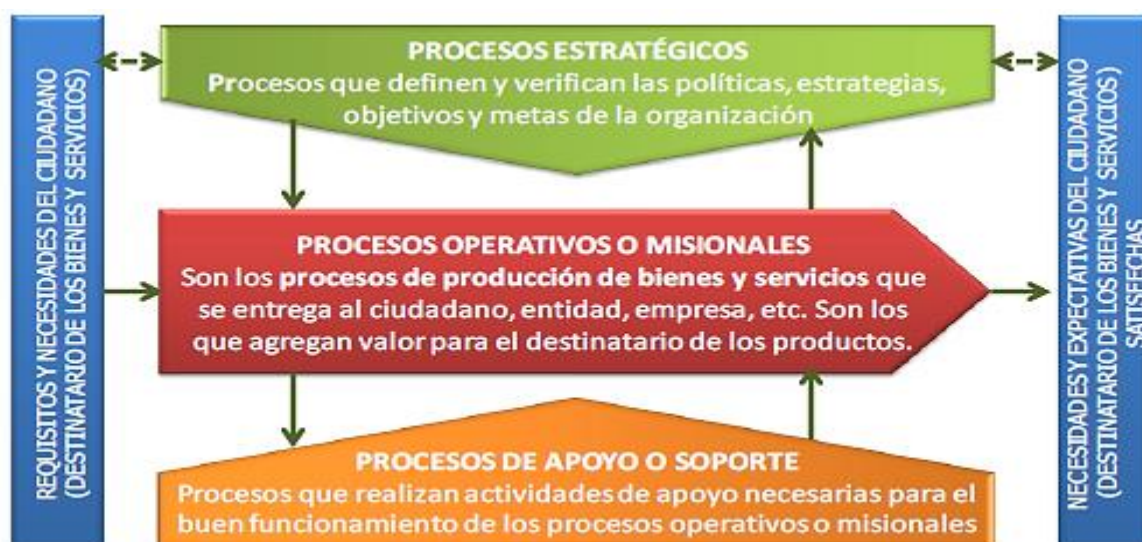 REQUISITOS Y NECESIDADES DEL CIUDADANO
(DESTINATARIO DE LOS BIENES Y SERVICIOS)
PROCESOS ESTRATÉGICOS
Procesos que definen y verifican las políticas, estrategias,
objetivos y metas de la organización
PROCESOS OPERATIVOS O MISIONALES
Son los procesos de producción de bienes y servicios que
se entrega al ciudadano, entidad, empresa, etc. Son los
que agregan valor para el destinatario de los productos.
PROCESOS DE APOYO O SOPORTE
Procesos que realizan actividades de apoyo necesarias para el
buen funcionamiento de los procesos operativos o misionales
NECESIDADES Y EXPECTATIVAS DEL CIUDADANO
(DESTINATARIO DE LOS BIENES Y SERVICIOS)
SATISFECHAS